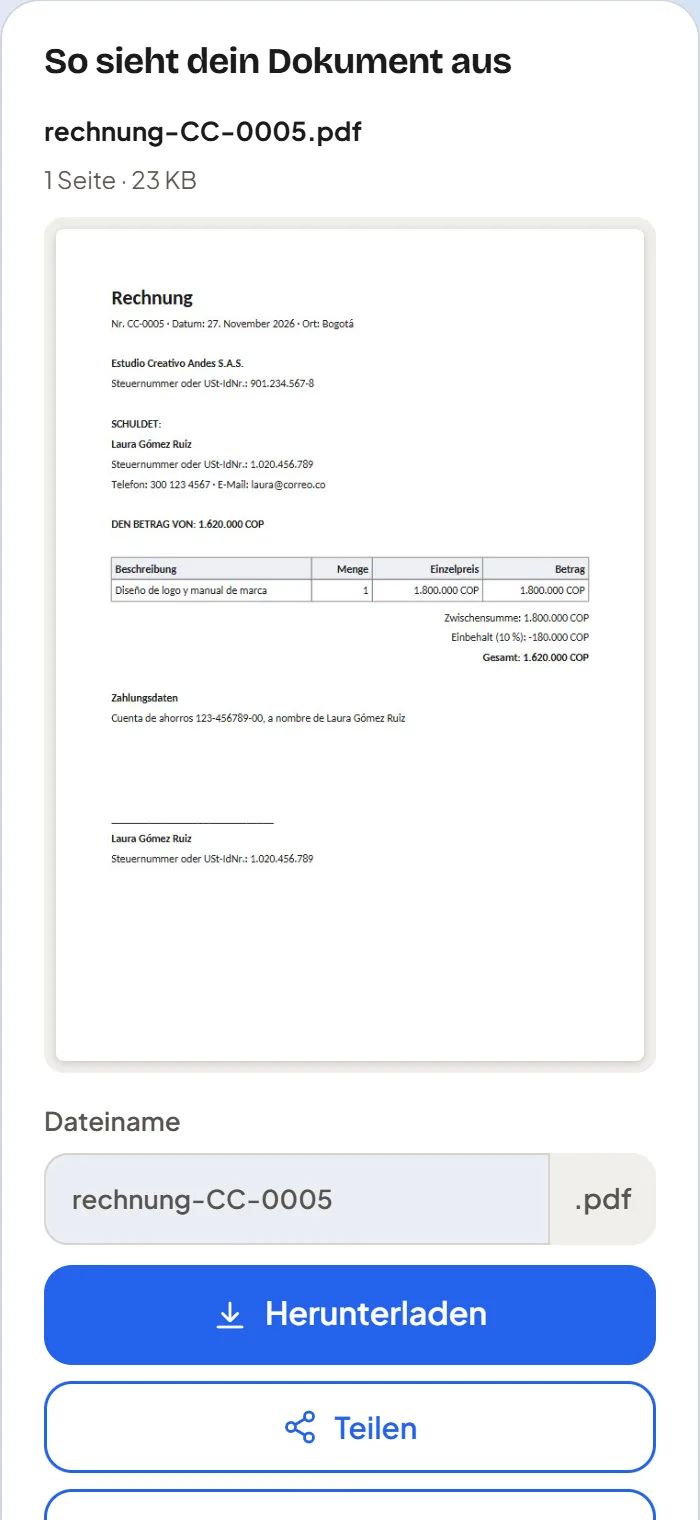 So sieht dein Dokument aus
rechnung-CC-0005.pdf
1 Seite · 23 KB
Rechnung
Nr. CC-0005 · Datum: 27. November 2026 · Ort: Bogotá
Estudio Creativo Andes S.A.S.
Steuernummer oder USt-IdNr.: 901.234.567-8
SCHULDET:
Laura Gómez Ruiz
Steuernummer oder USt-IdNr.: 1.020.456.789
Telefon: 300 123 4567 · E-Mail: laura@correo.co
DEN BETRAG VON: 1.620.000 COP
Beschreibung Menge Einzelpreis Betrag
Diseño de logo y manual de marca 1 1.800.000 COP 1.800.000 COP
Zwischensumme: 1.800.000 COP
Einbehalt (10 %): -180.000 COP
Gesamt: 1.620.000 COP
Zahlungsdaten
Cuenta de ahorros 123-456789-00, a nombre de Laura Gómez Ruiz
Laura Gómez Ruiz
Steuernummer oder USt-IdNr.: 1.020.456.789
Dateiname
rechnung-CC-0005 .pdf
Herunterladen
Teilen